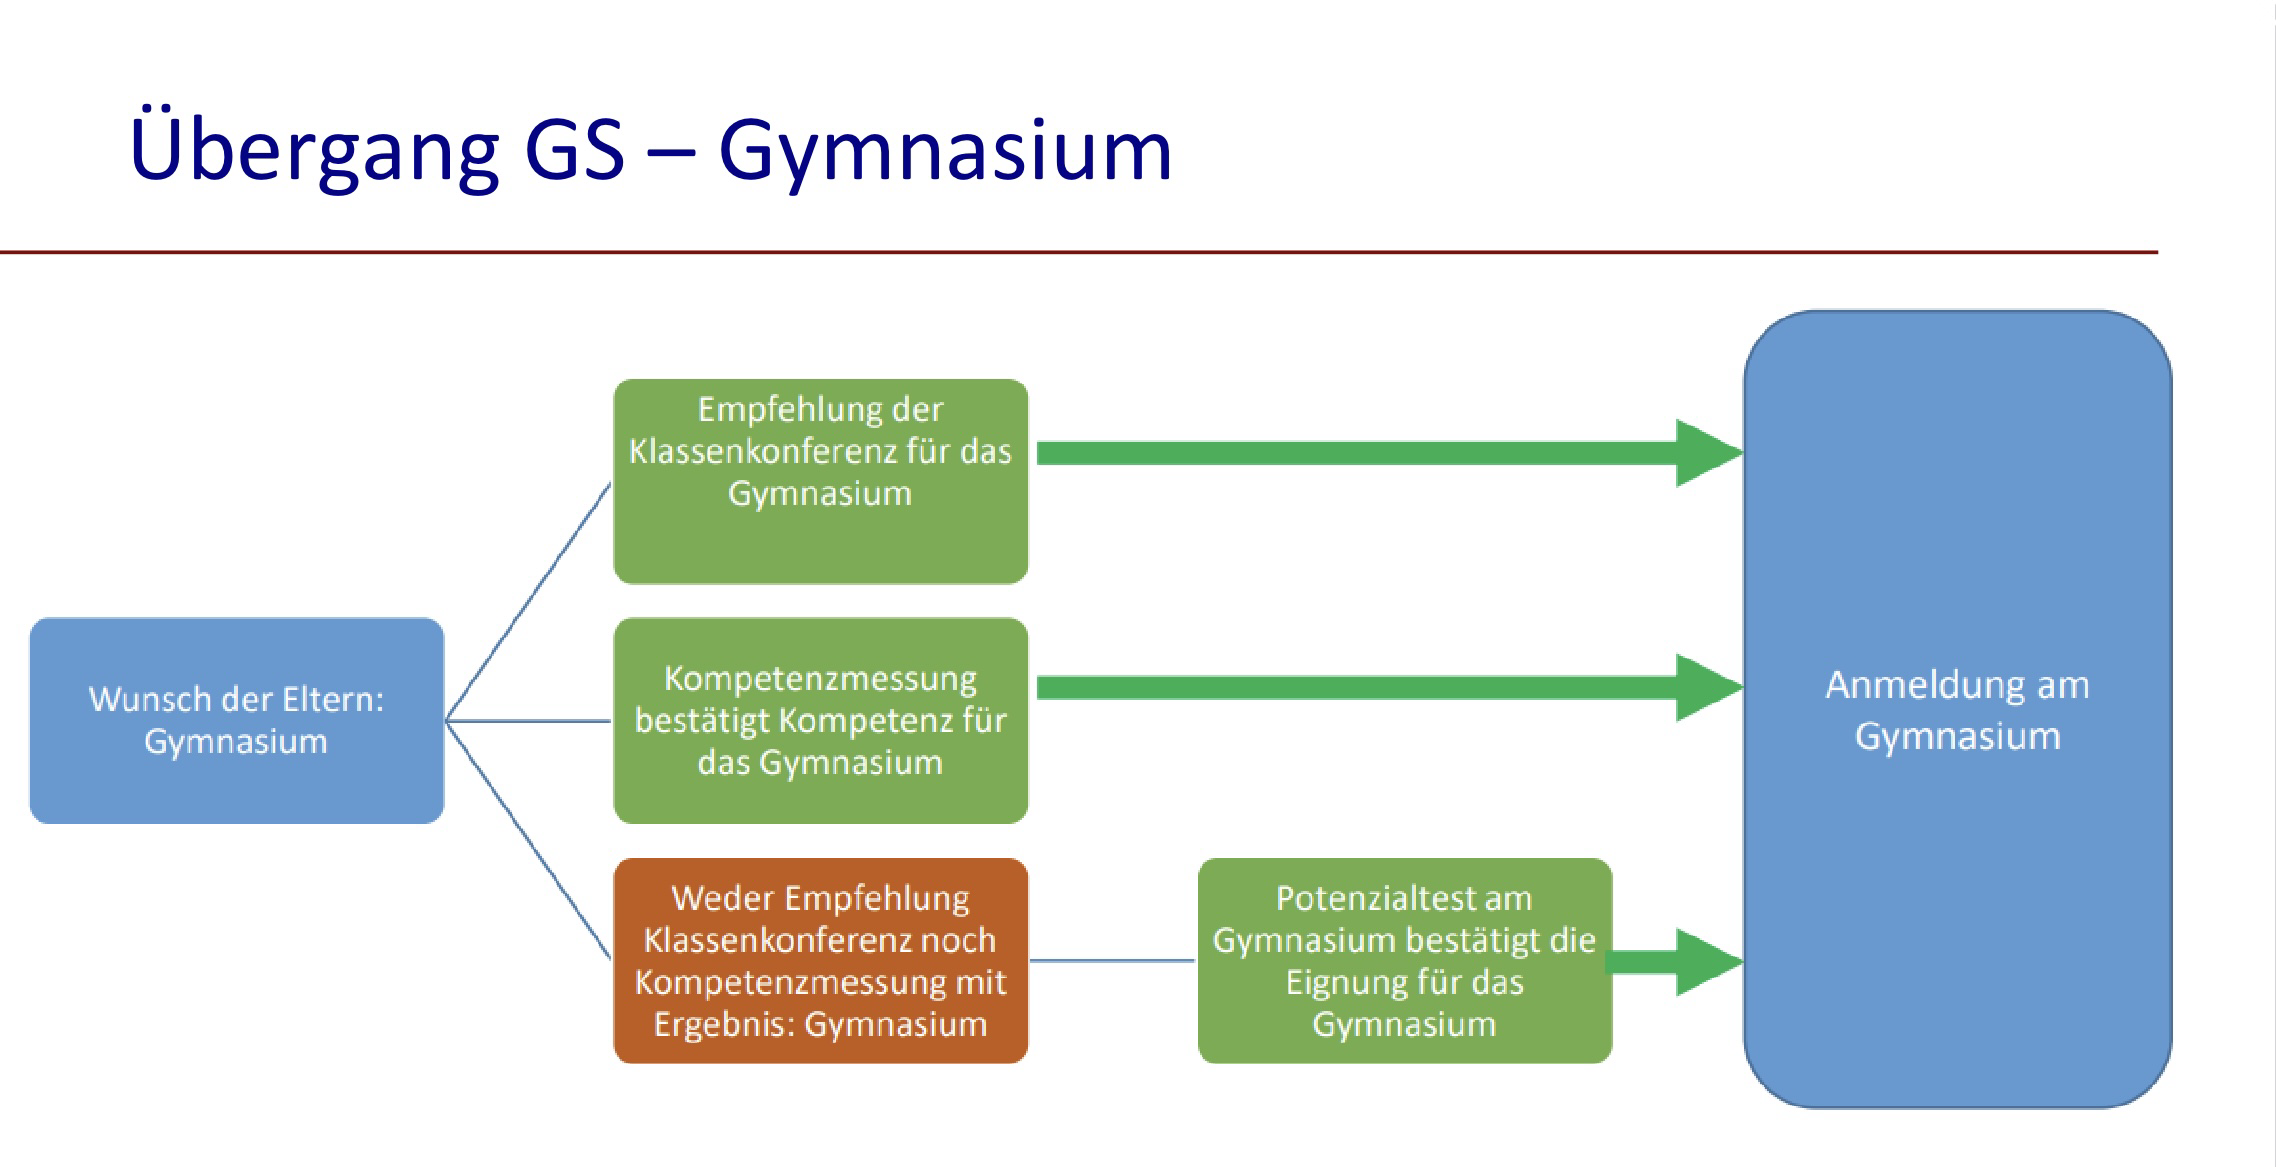 Übergang GS – Gymnasium
Empfehlung der
Klassenkonferenz für das
Gymnasium
Wunsch der Eltern:
Gymnasium
Kompetenzmessung
bestätigt Kompetenz für
das Gymnasium
Weder Empfehlung
Klassenkonferenz noch
Kompetenzmessung mit
Ergebnis: Gymnasium
Potenzialtest am
Gymnasium bestätigt die
Eignung für das
Gymnasium
Anmeldung am
Gymnasium